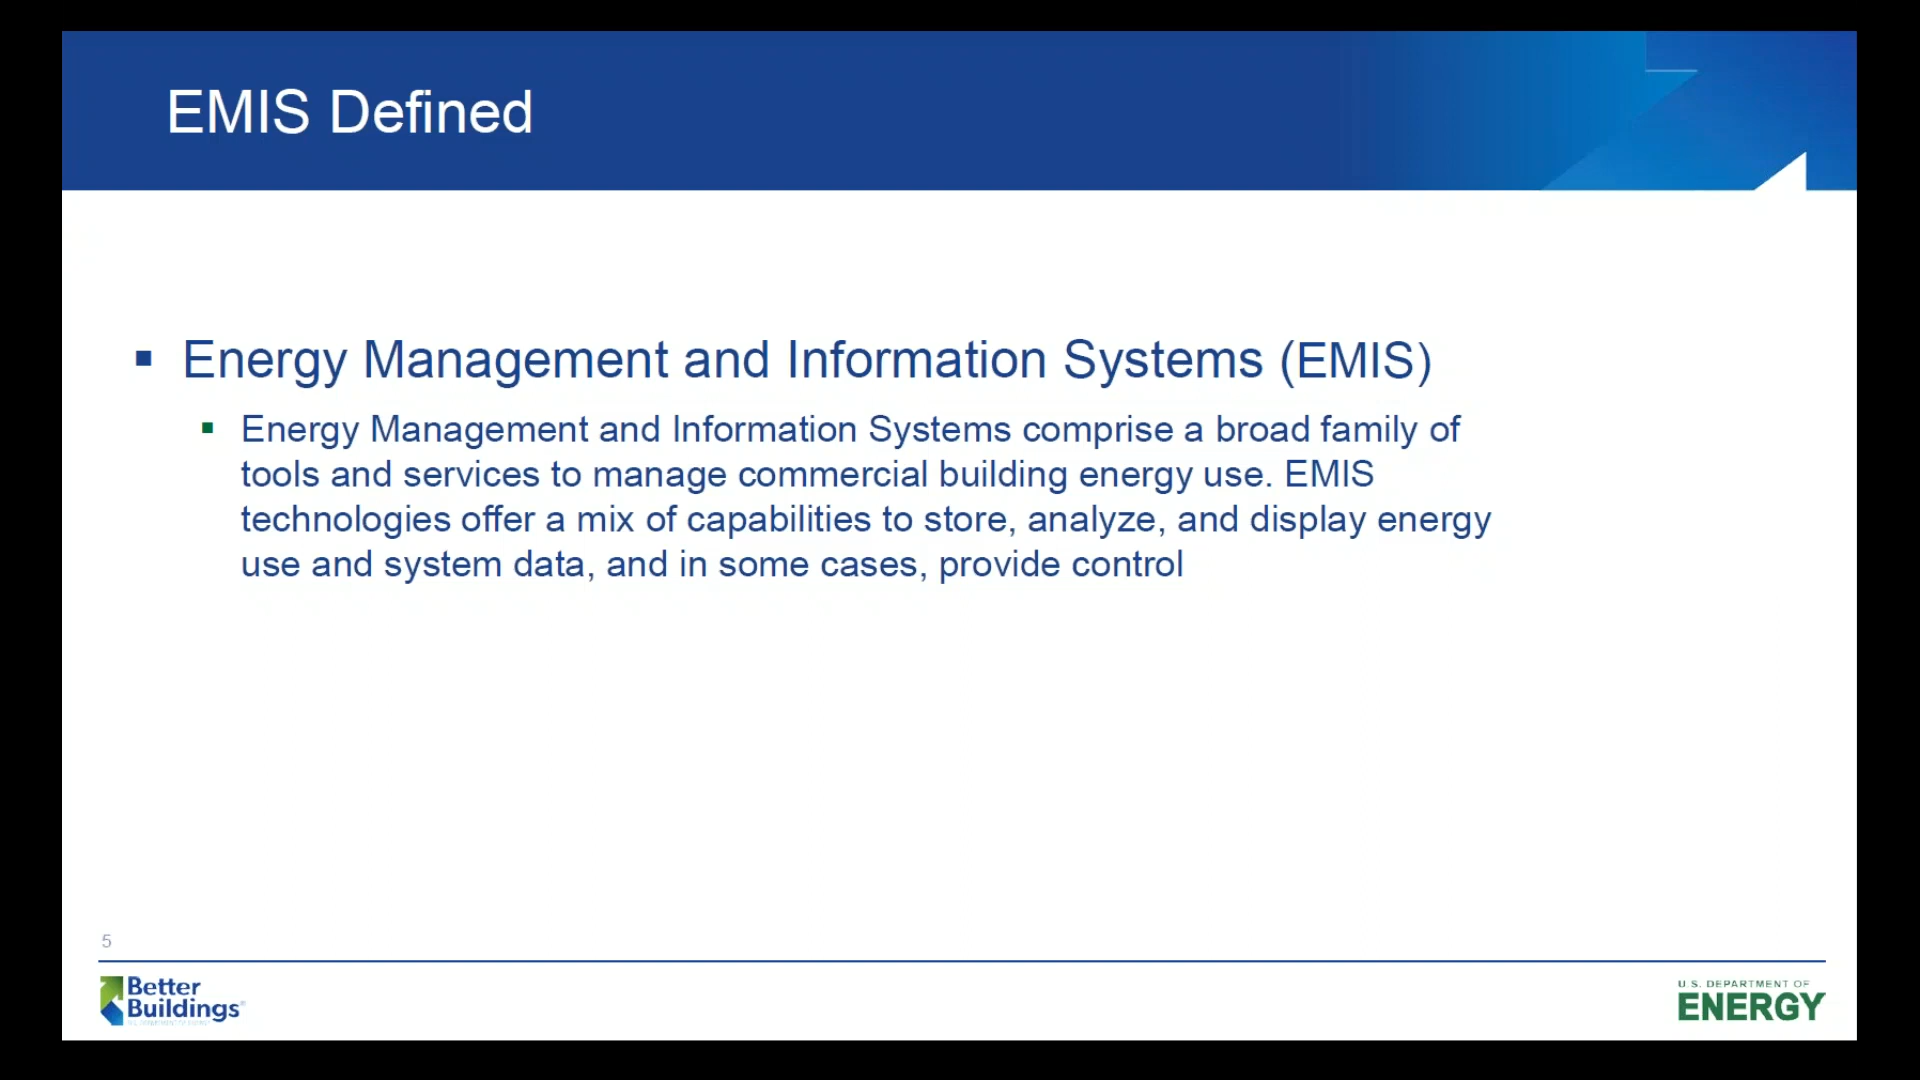 EMIS Defined
▪ Energy Management and Information Systems (EMIS)
▪ Energy Management and Information Systems comprise a broad family of
tools and services to manage commercial building energy use. EMIS
technologies offer a mix of capabilities to store, analyze, and display energy
use and system data, and in some cases, provide control
5
Better
Buildings®
U.S. DEPARTMENT OF
ENERGY